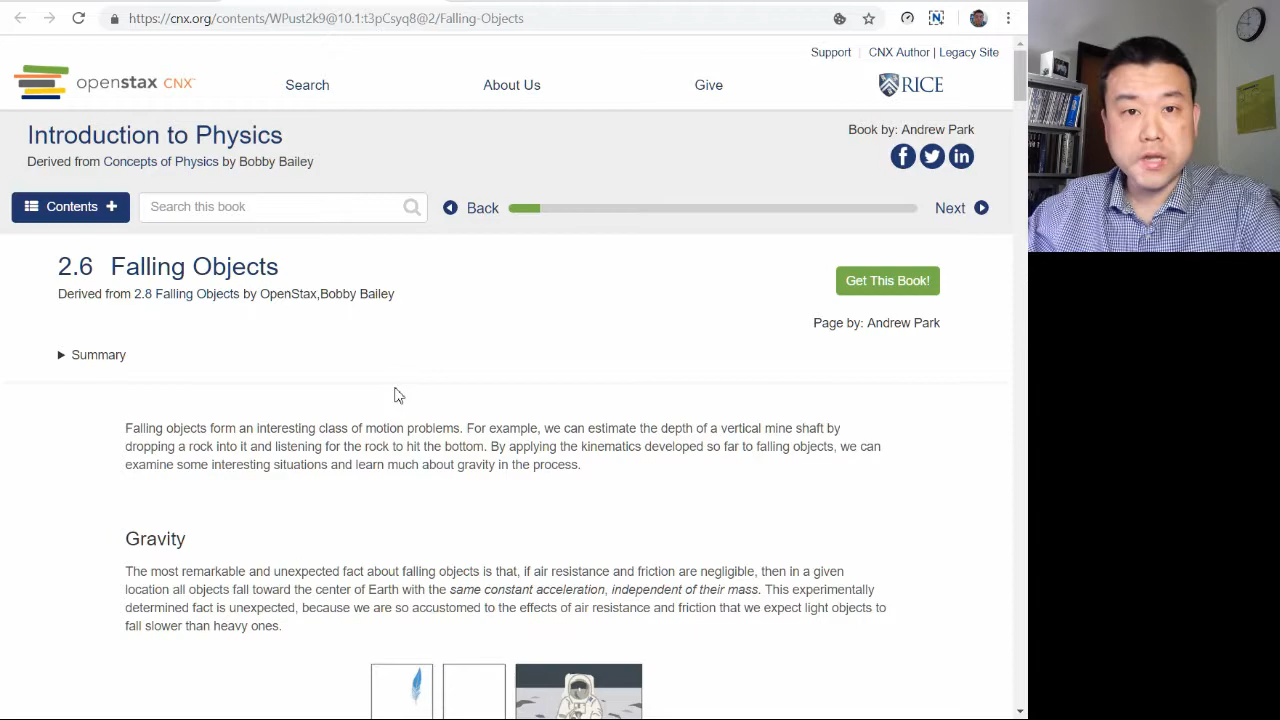 https://cnx.org/contents/WPust2k9@10.1:t3pCsyq8@2/Falling-Objects
Support | CNX Author | Legacy Site
openstax CNX
Search
About Us
Give
RICE
Introduction to Physics
Book by: Andrew Park
Derived from Concepts of Physics by Bobby Bailey
Contents +
Search this book
Back
Next
2.6 Falling Objects
Get This Book!
Derived from 2.8 Falling Objects by OpenStax,Bobby Bailey
Page by: Andrew Park
Summary
Falling objects form an interesting class of motion problems. For example, we can estimate the depth of a vertical mine shaft by
dropping a rock into it and listening for the rock to hit the bottom. By applying the kinematics developed so far to falling objects, we can
examine some interesting situations and learn much about gravity in the process.
Gravity
The most remarkable and unexpected fact about falling objects is that, if air resistance and friction are negligible, then in a given
location all objects fall toward the center of Earth with the same constant acceleration, independent of their mass. This experimentally
determined fact is unexpected, because we are so accustomed to the effects of air resistance and friction that we expect light objects to
fall slower than heavy ones.